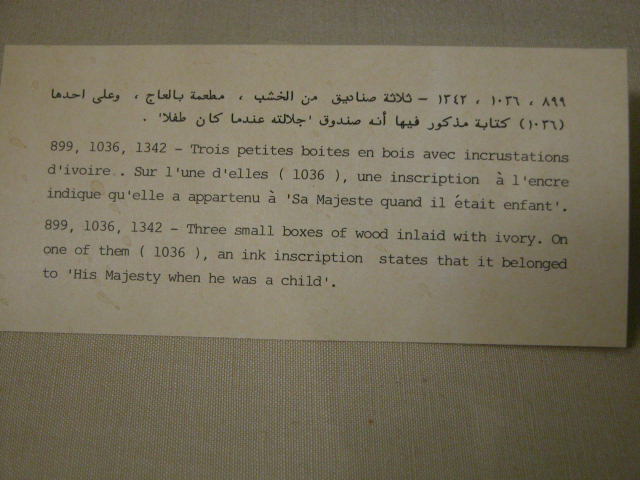 ٨٩٩ ، ١٠٣٦ ، ١٣٤٢ – ثلاثة صناديق من الخشب ، مطعمة بالعاج ، وعلى احدها
(١٠٣٦) كتابة مذكور فيها أنه صندوق 'جلالته عندما كان طفلا' .
899, 1036, 1342 – Trois petites boites en bois avec incrustations
d'ivoire.. Sur l'une d'elles ( 1036 ), une inscription à l'encre
indique qu'elle a appartenu à 'Sa Majeste quand il était enfant'.
899, 1036, 1342 – Three small boxes of wood inlaid with ivory. On
one of them ( 1036 ), an ink inscription states that it belonged
to 'His Majesty when he was a child'.